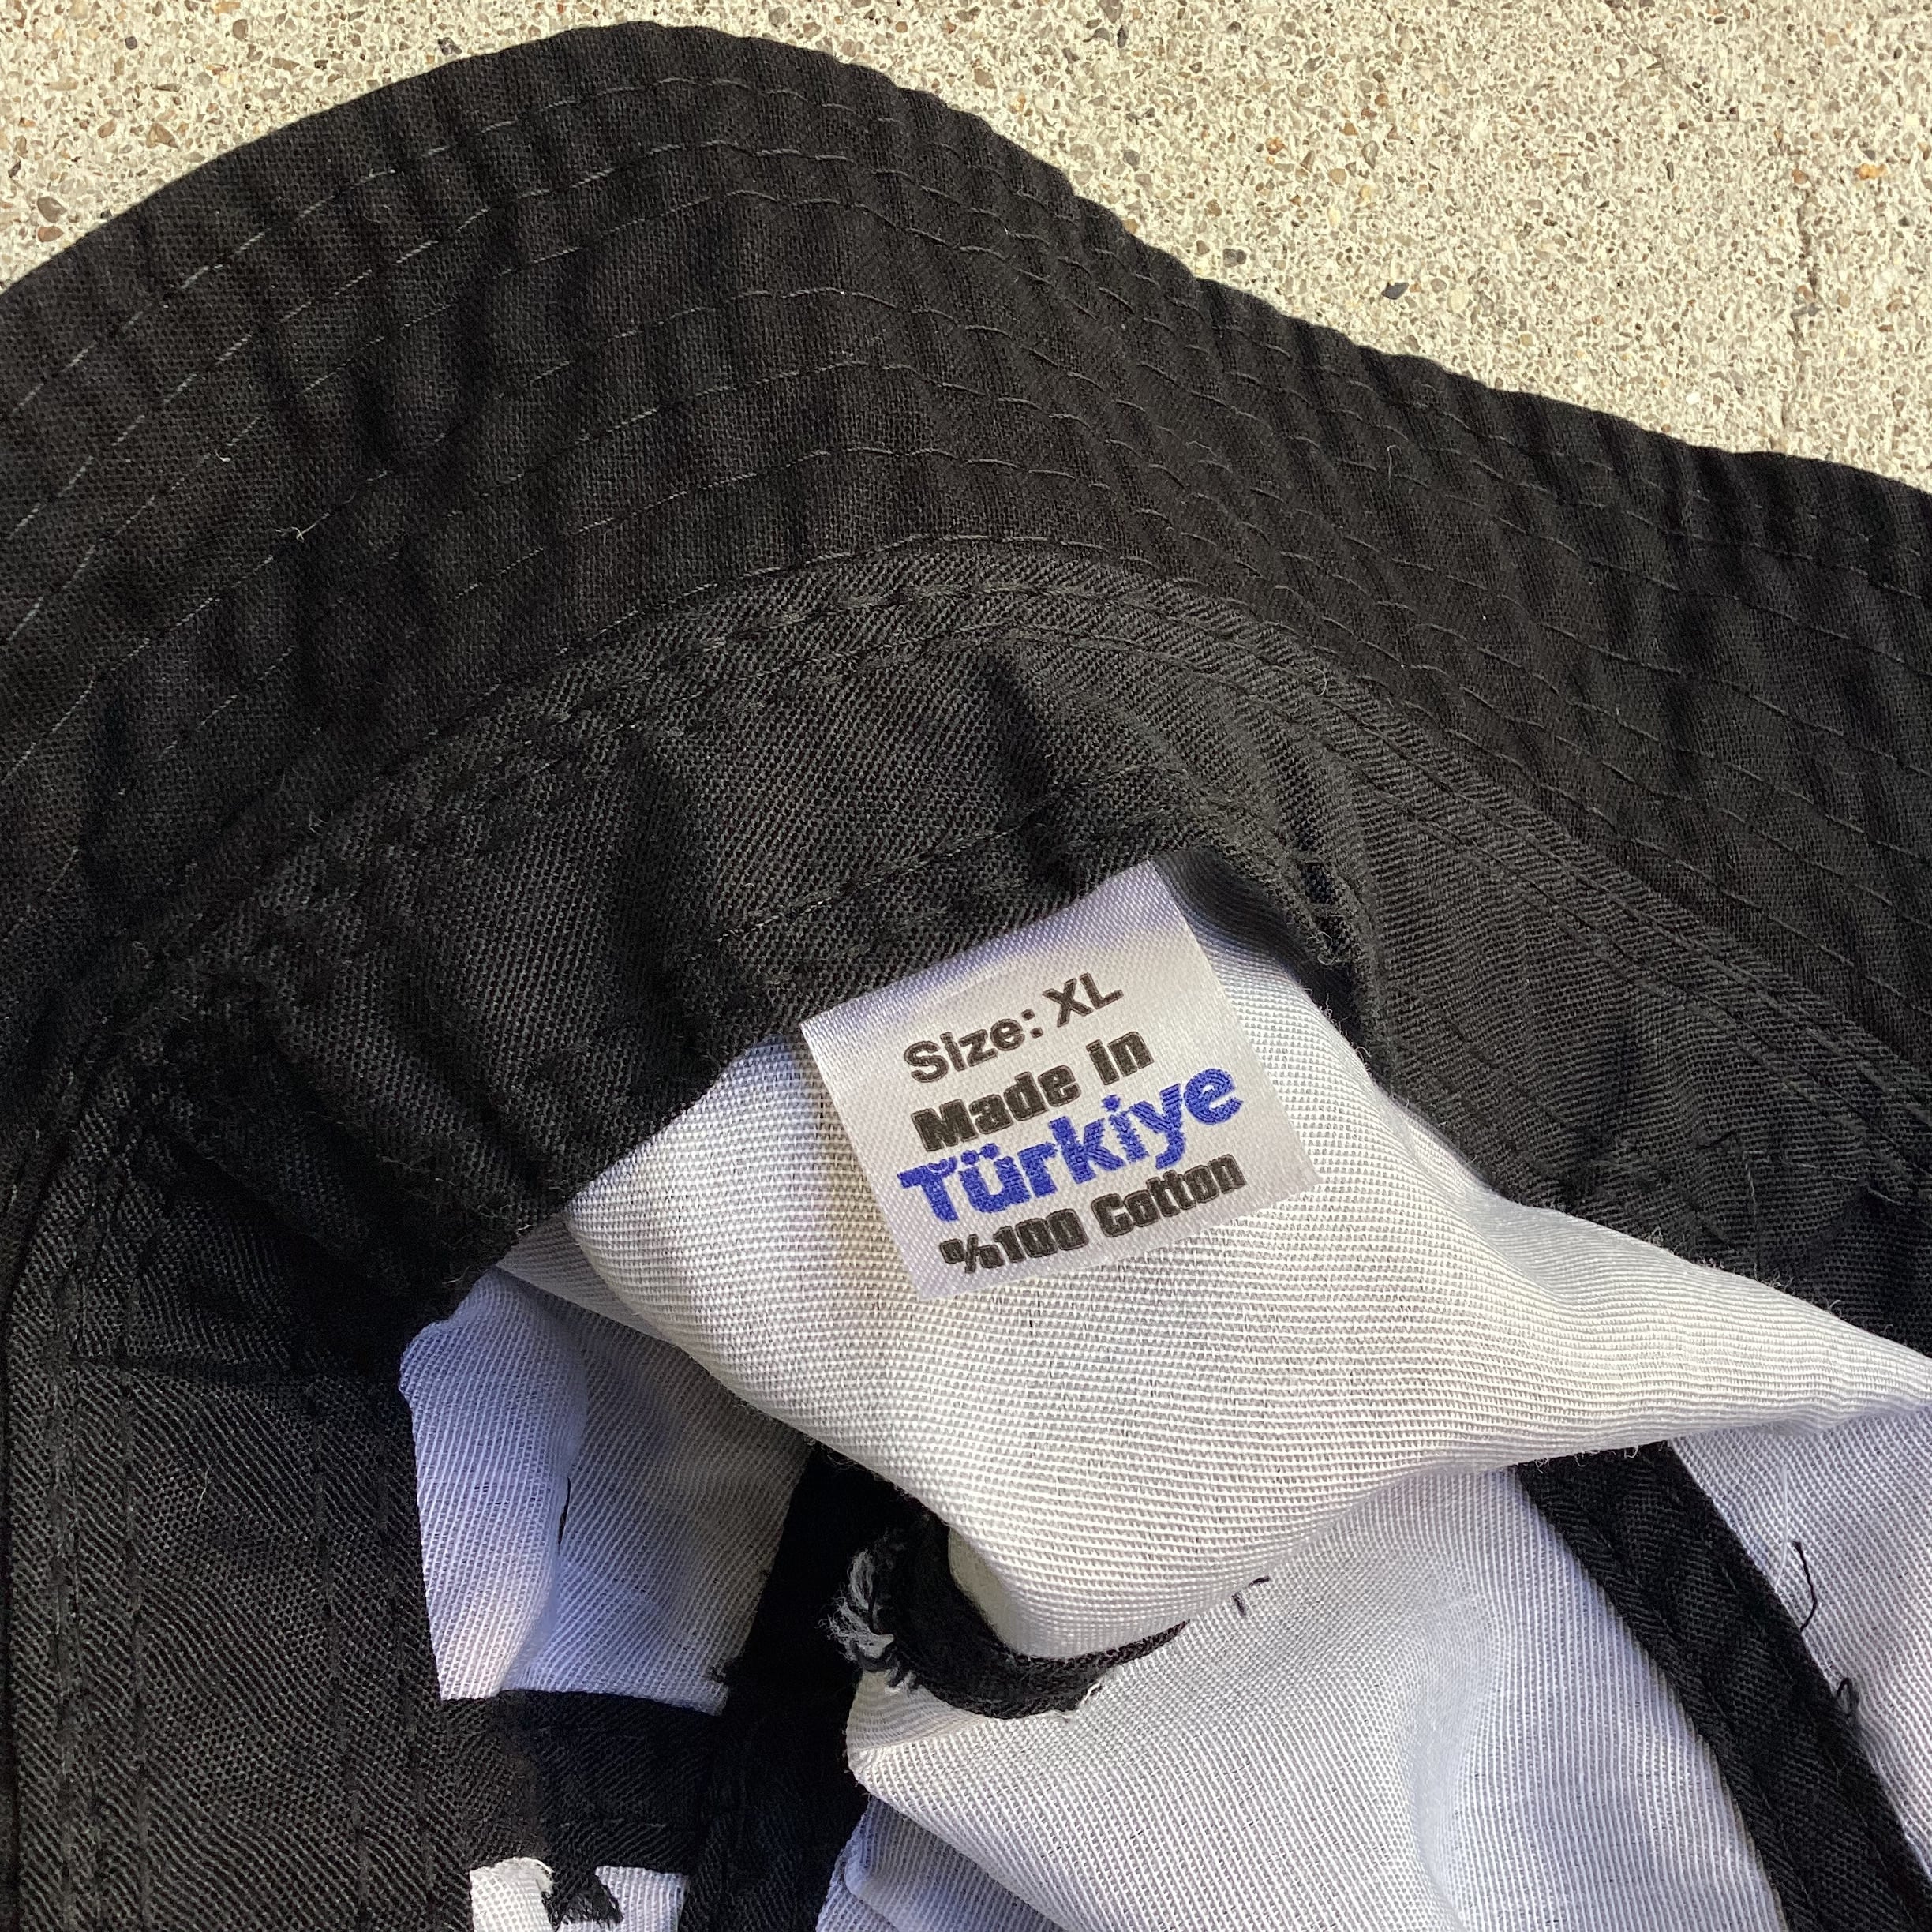 Size: XL
Made in
Türkiye
%100 Cotton